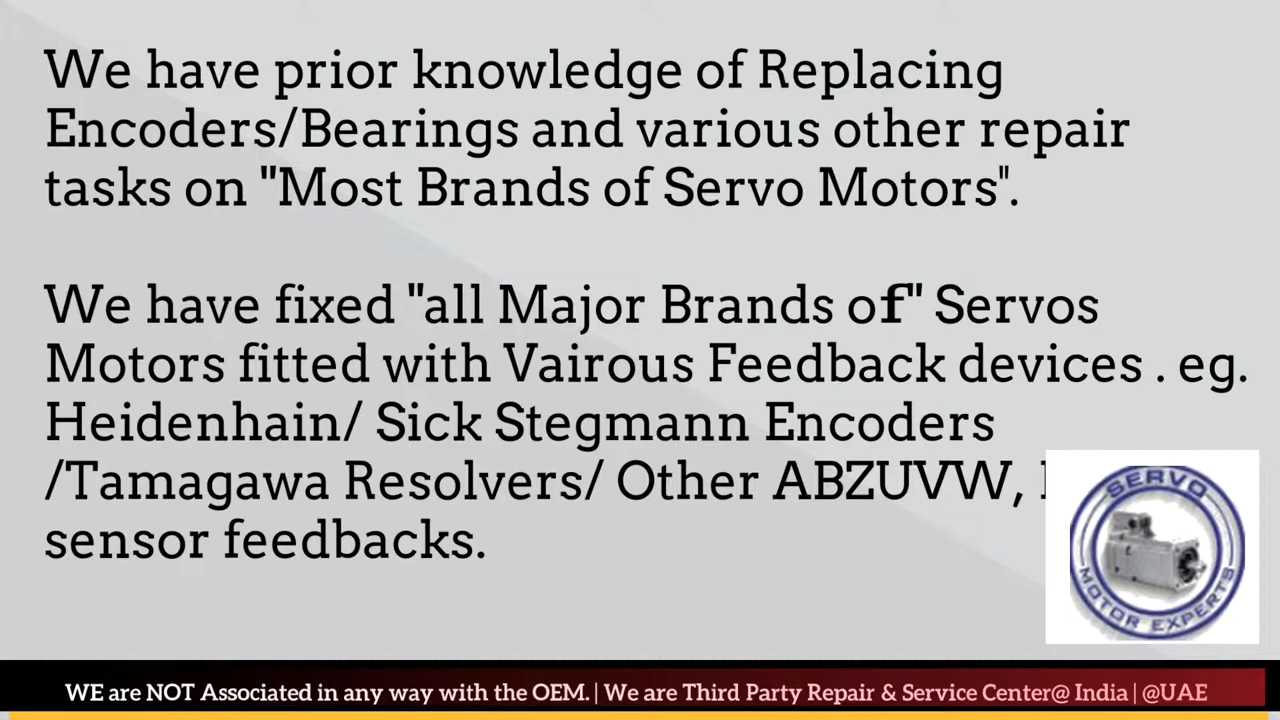 We have prior knowledge of Replacing
Encoders/Bearings and various other repair
tasks on "Most Brands of Servo Motors".
We have fixed "all Major Brands of" Servos
Motors fitted with Vairous Feedback devices . eg.
Heidenhain/ Sick Stegmann Encoders
/Tamagawa Resolvers/ Other ABZUVW,
sensor feedbacks.
SERVO
MOTOR EXPERTS
WE are NOT Associated in any way with the OEM. | We are Third Party Repair & Service Center@ India | @UAE